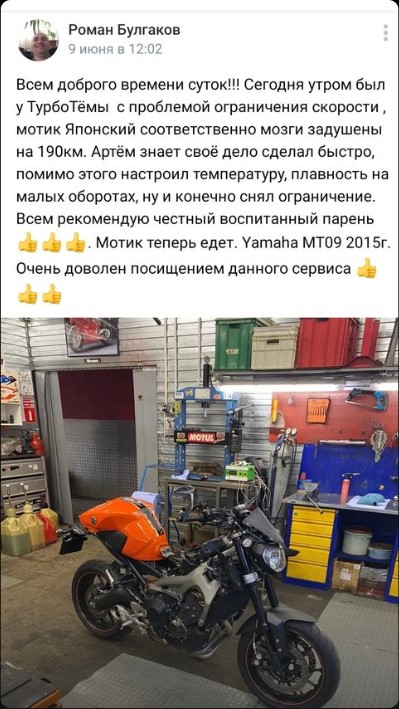 Роман Булгаков
9 июня в 12:02
Всем доброго времени суток!!! Сегодня утром был
у ТурбоТёмы с проблемой ограничения скорости ,
мотик Японский соответственно мозги задушены
на 190км. Артём знает своё дело сделал быстро,
помимо этого настроил температуру, плавность на
малых оборотах, ну и конечно снял ограничение.
Всем рекомендую честный воспитанный парень
👍👍👍. Мотик теперь едет. Yamaha MT09 2015г.
Очень доволен посищением данного сервиса 👍
👍👍
MOTUL